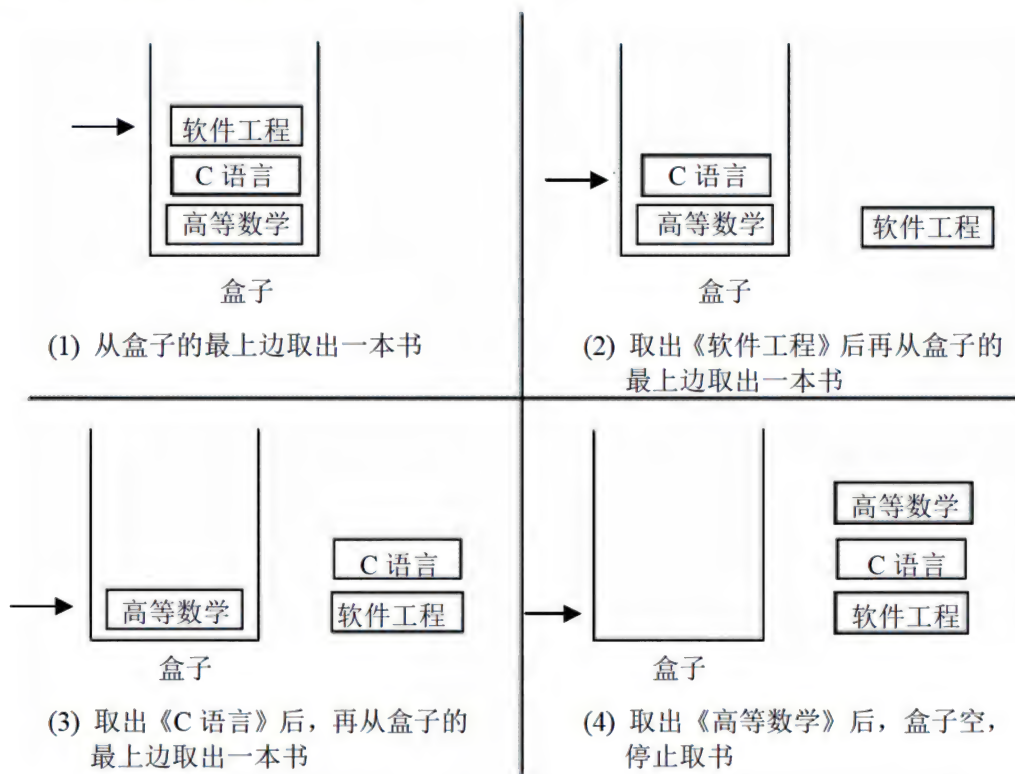 软件工程
C 语言
高等数学
盒子
(1) 从盒子的最上边取出一本书
C 语言
高等数学
软件工程
盒子
(2) 取出《软件工程》后再从盒子的
最上边取出一本书
高等数学
C 语言
软件工程
盒子
(3) 取出《C 语言》后，再从盒子的
最上边取出一本书
高等数学
C 语言
软件工程
盒子
(4) 取出《高等数学》后，盒子空，
停止取书